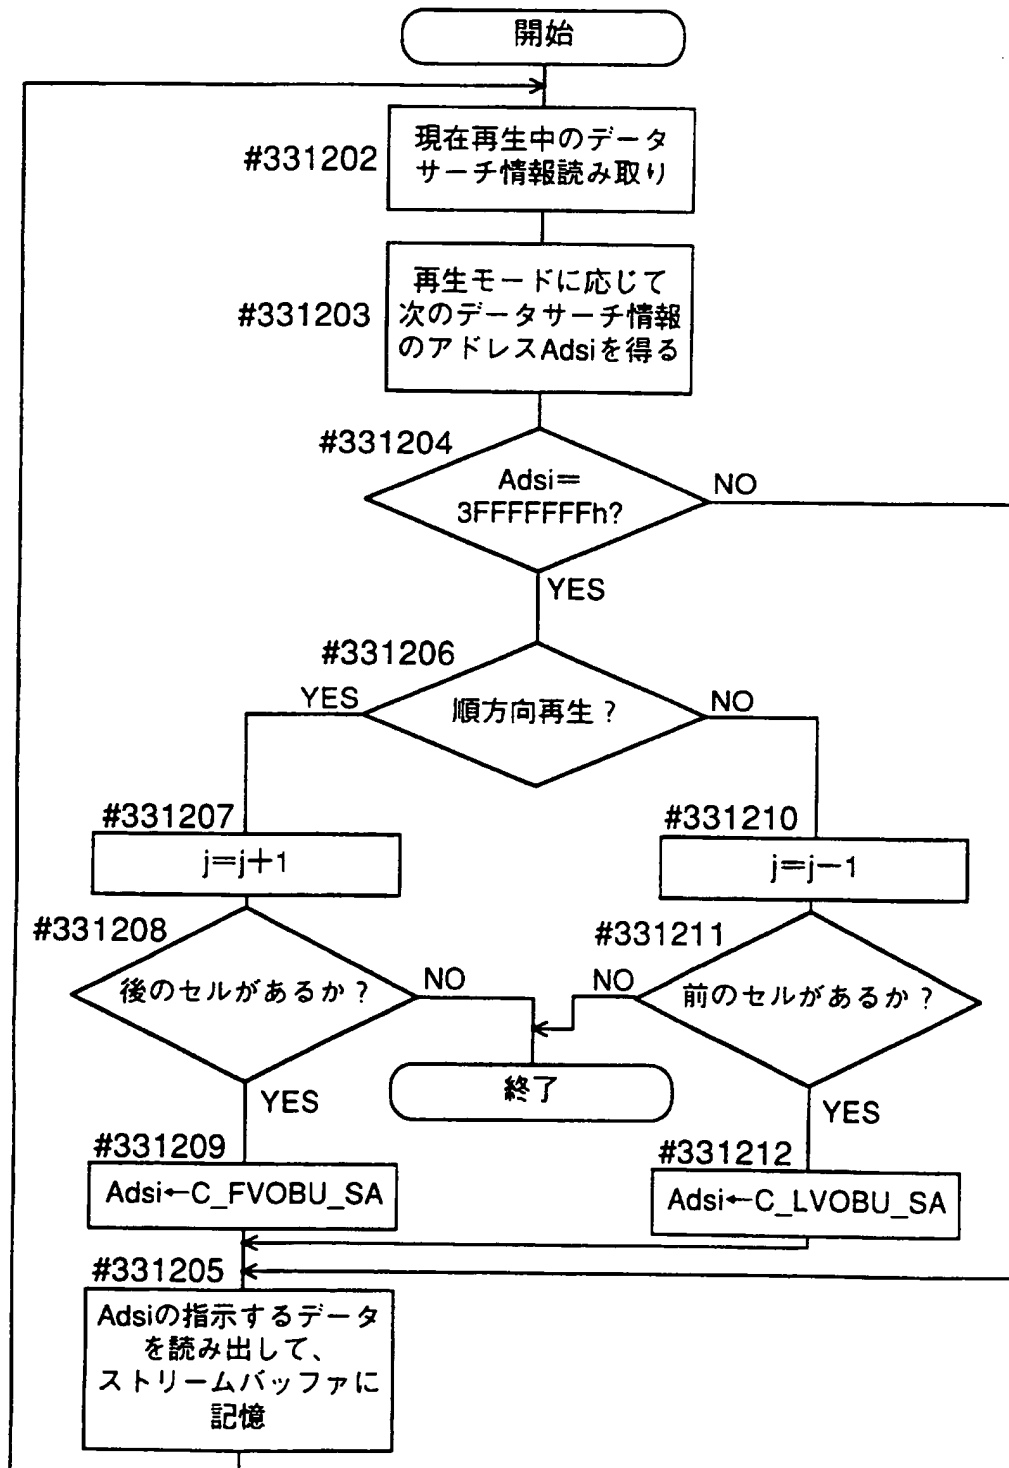 開始
#331202
現在再生中のデータ
サーチ情報読み取り
#331203
再生モードに応じて
次のデータサーチ情報
のアドレスAdsiを得る
#331204
Adsi=
3FFFFFFFh?
NO
YES
#331206
順方向再生?
YES
NO
#331207
j=j+1
#331210
j=j−1
#331208
後のセルがあるか?
NO
YES
#331211
前のセルがあるか?
NO
YES
終了
#331209
Adsi←C_FVOBU_SA
#331212
Adsi←C_LVOBU_SA
#331205
Adsiの指示するデータ
を読み出して、
ストリームバッファに
記憶